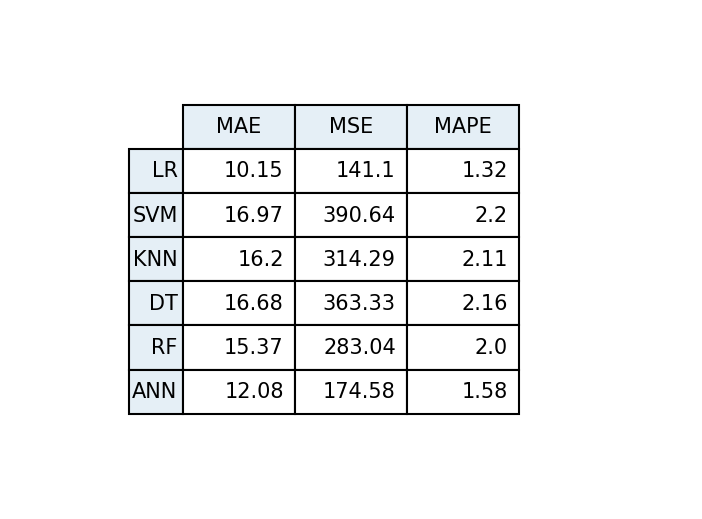 MAE MSE MAPE
LR 10.15 141.1 1.32
SVM 16.97 390.64 2.2
KNN 16.2 314.29 2.11
DT 16.68 363.33 2.16
RF 15.37 283.04 2.0
ANN 12.08 174.58 1.58